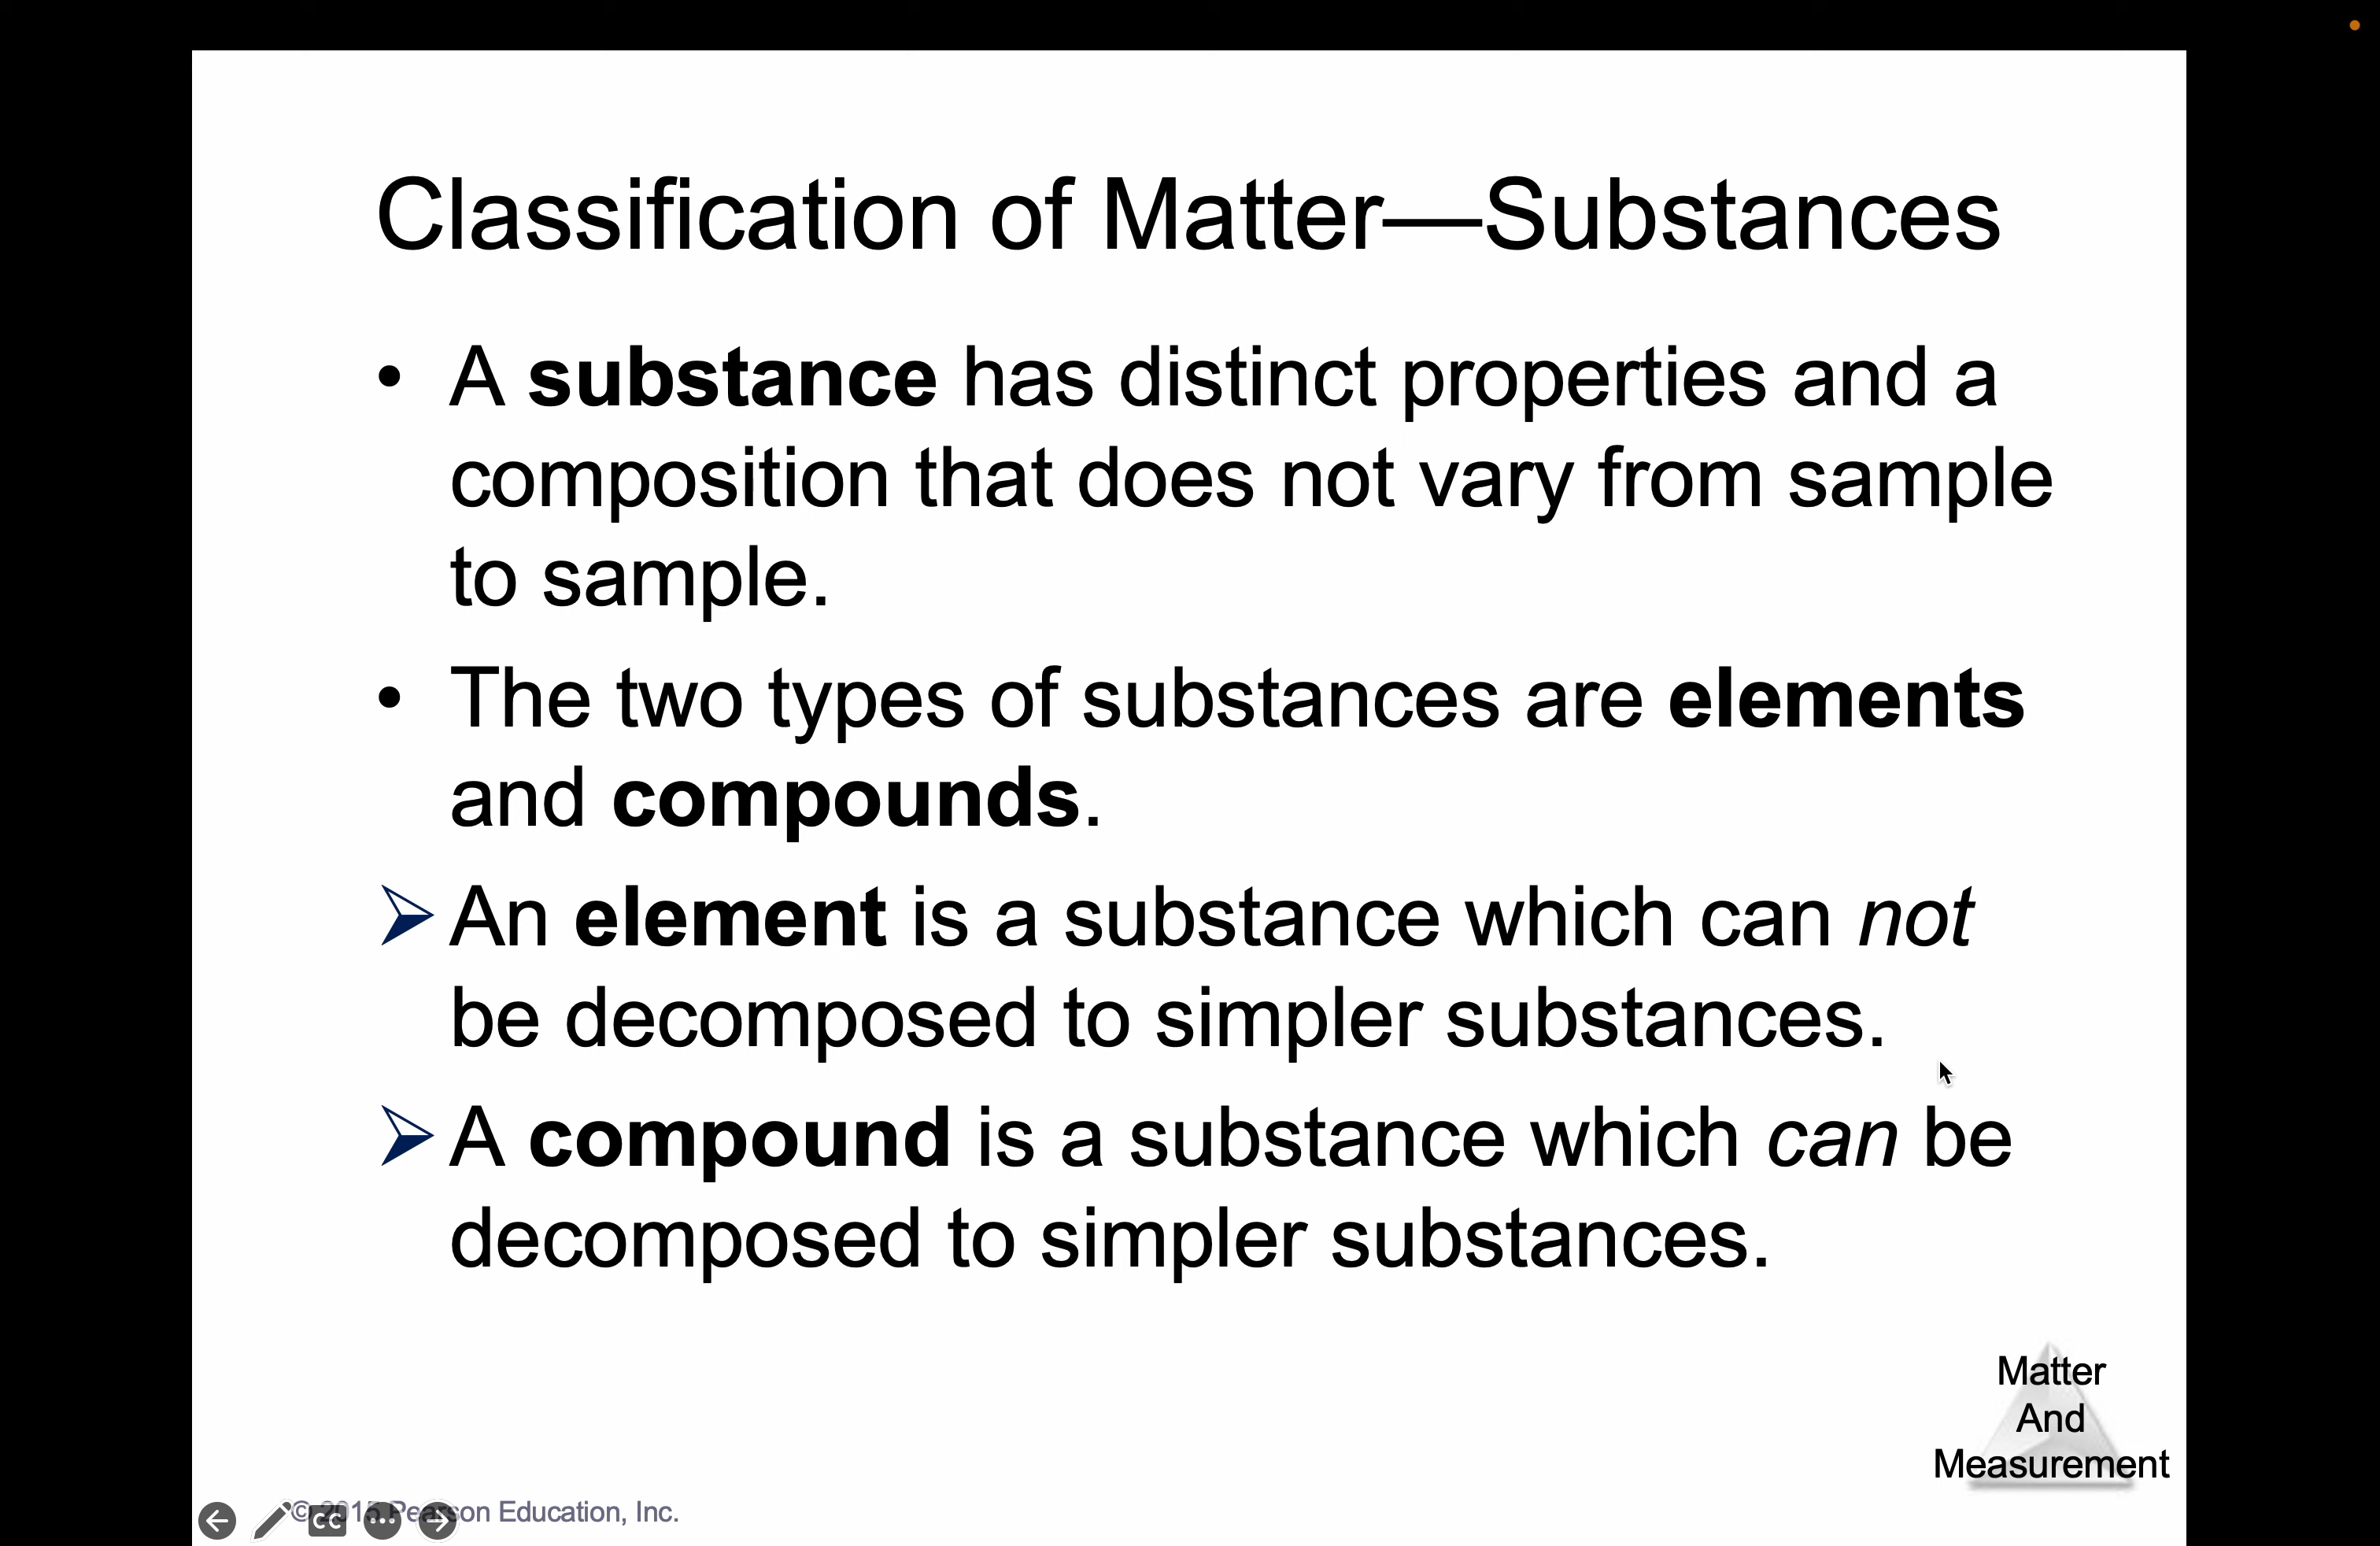 Classification of Matter—Substances
• A substance has distinct properties and a
composition that does not vary from sample
to sample.
• The two types of substances are elements
and compounds.
➢ An element is a substance which can not
be decomposed to simpler substances.
➢ A compound is a substance which can be
decomposed to simpler substances.
Matter
And
Measurement
© 2015 Pearson Education, Inc.
CC